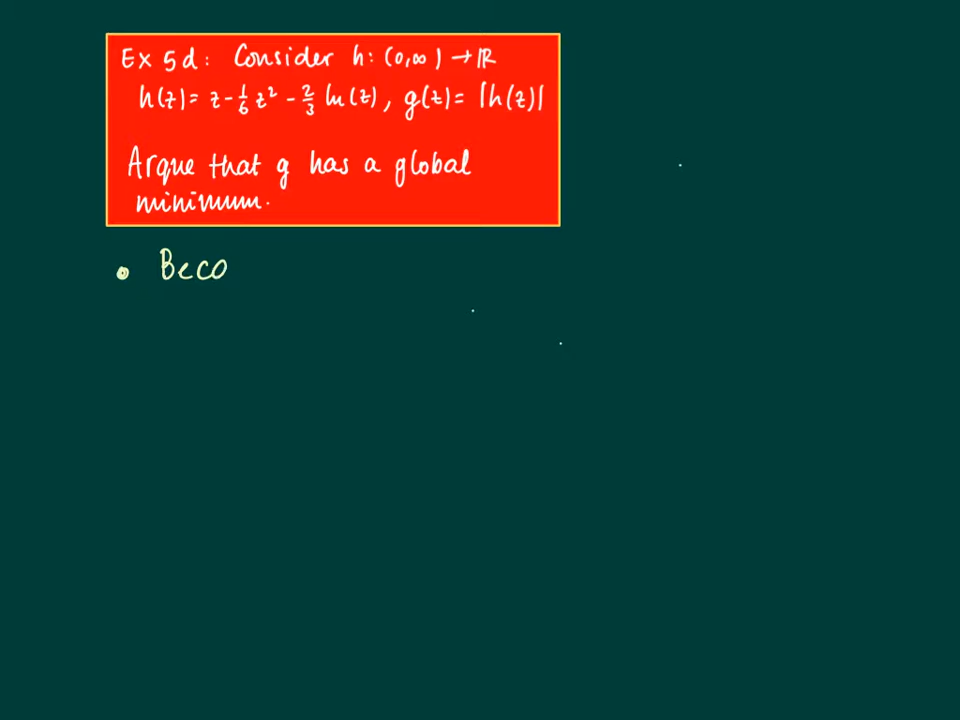 Ex 5d: Consider h: (0,∞) → ℝ
h(z) = z - 1/6 z² - 2/3 ln(z), g(z) = |h(z)|
Argue that g has a global
minimum.
• Beco